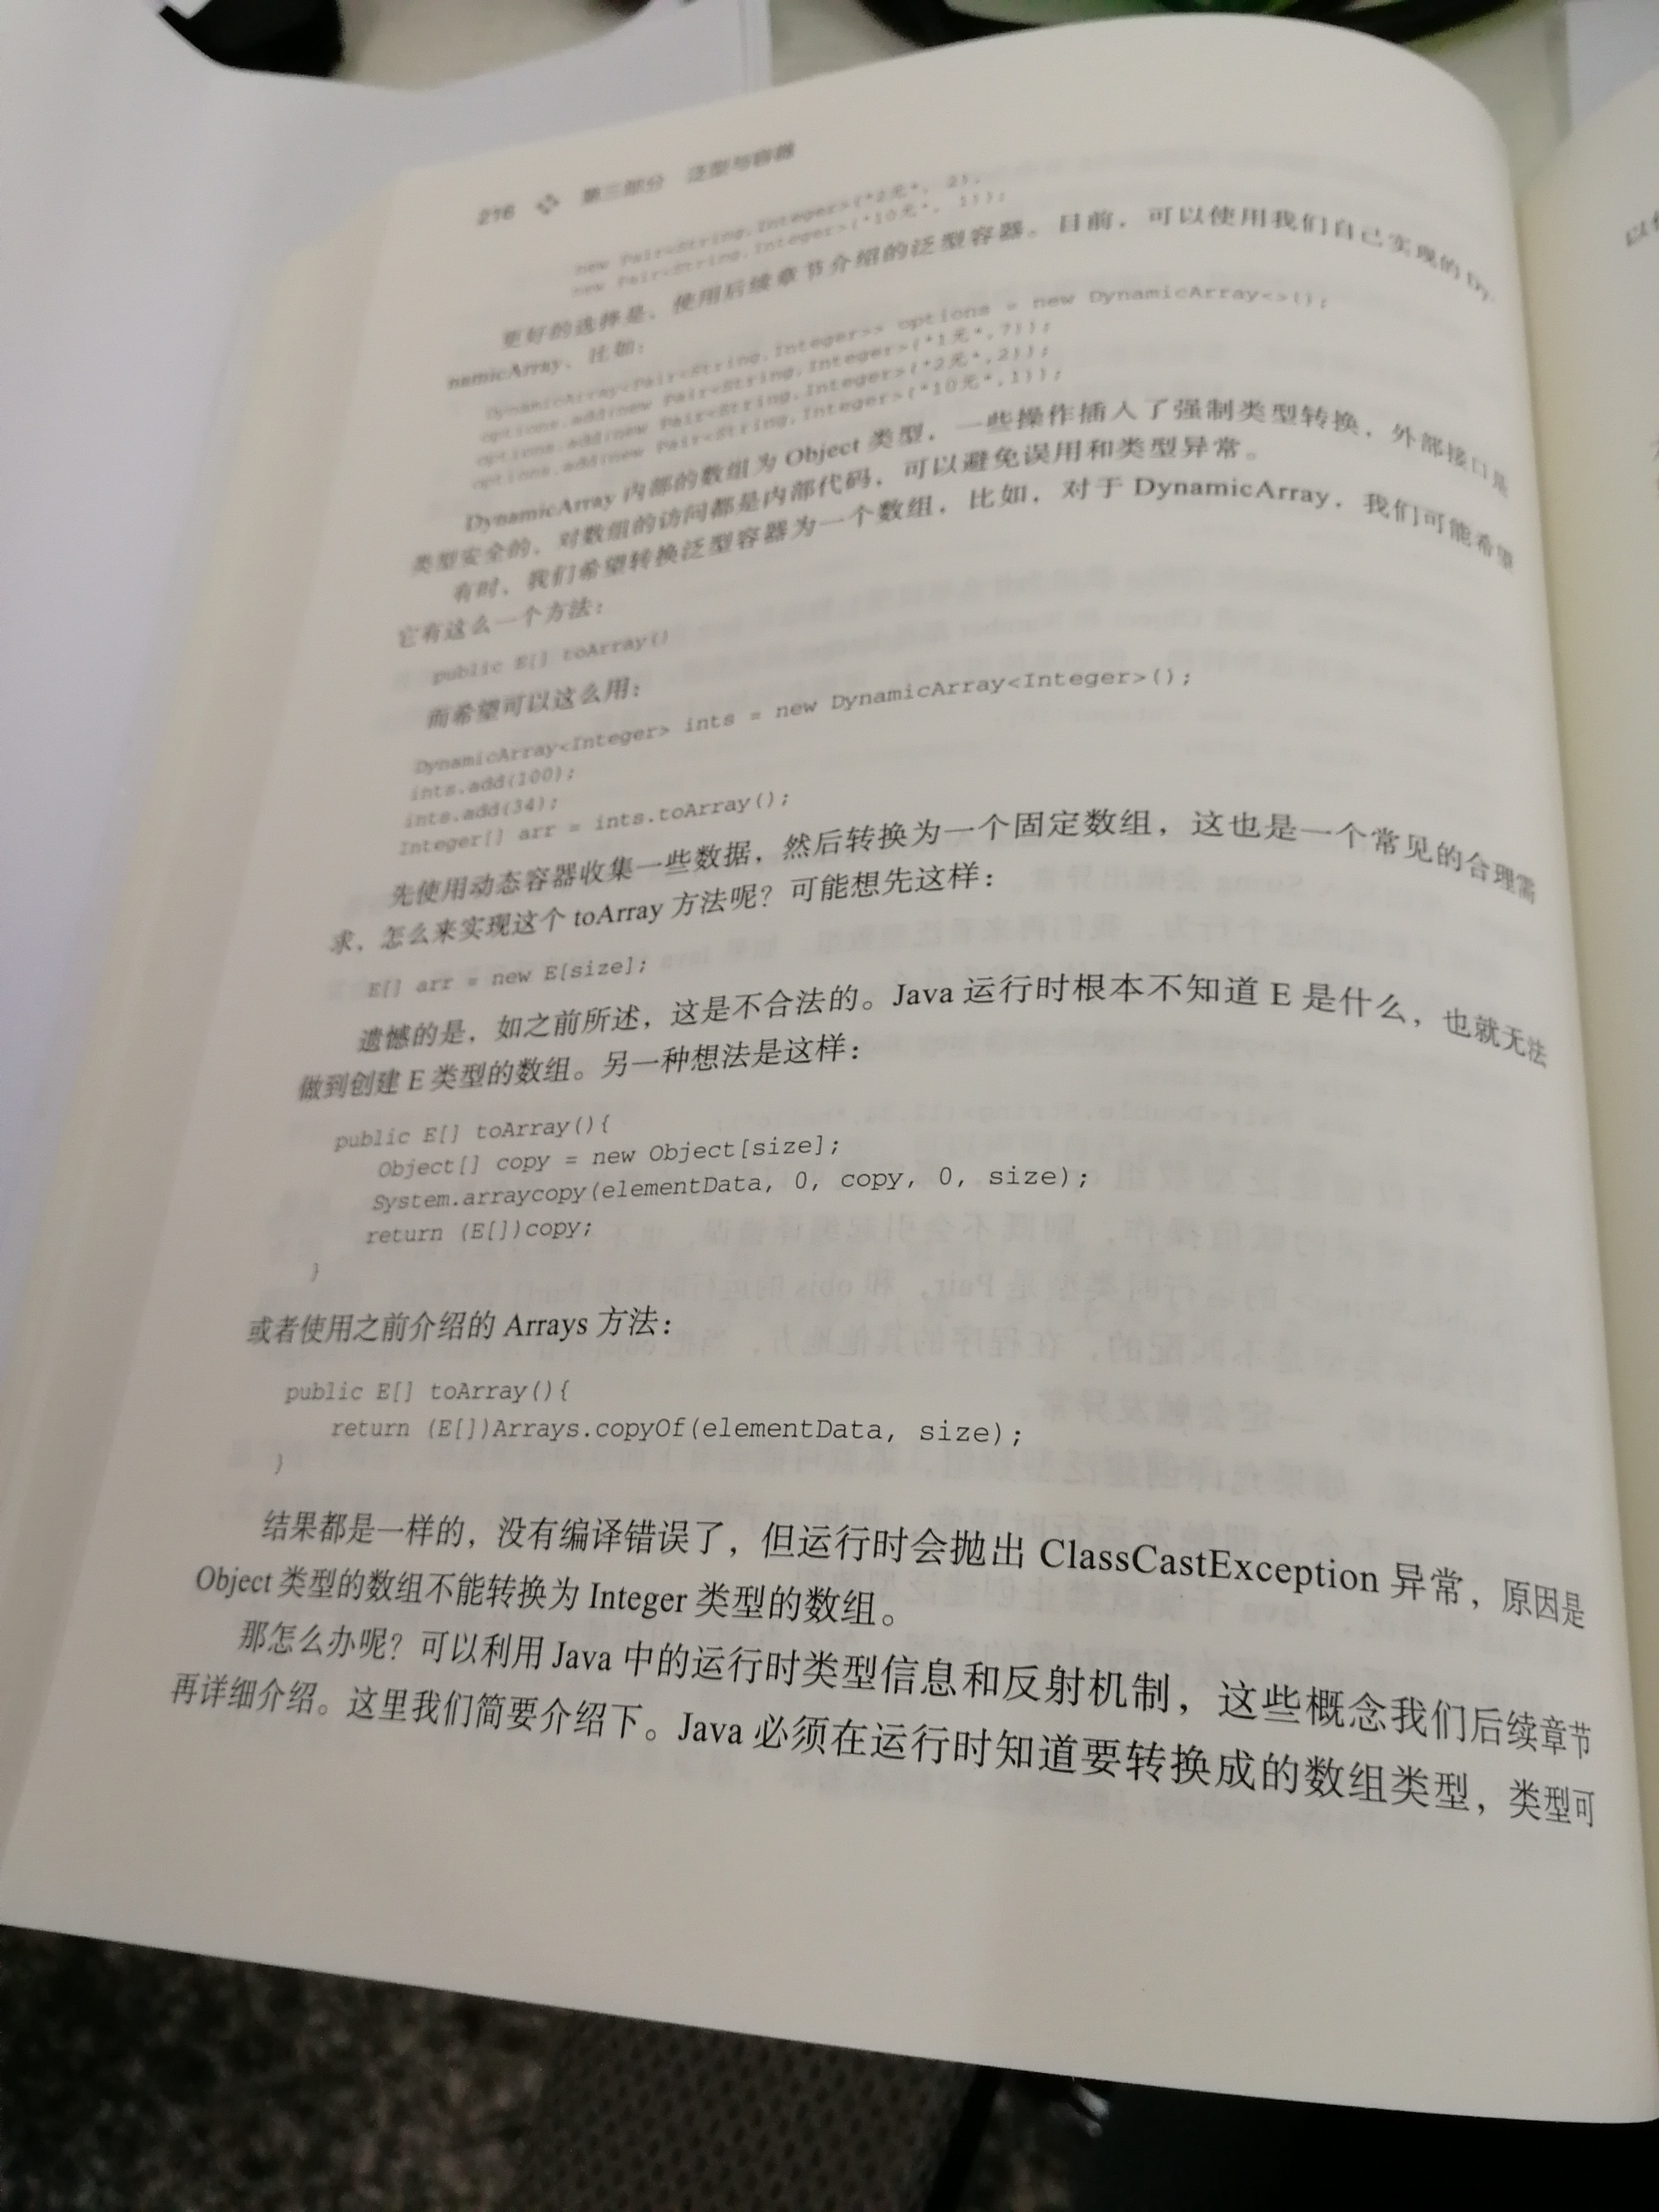 216 第三部分 泛型与容器
new Pair<String,Integer>("2元", 2),
new Pair<String,Integer>("10元", 1)};
更好的选择是，使用后续章节介绍的泛型容器。目前，可以使用我们自己实现的 Dy-
namicArray，比如：
DynamicArray<Pair<String,Integer>> options = new DynamicArray<>();
options.add(new Pair<String,Integer>("1元",7));
options.add(new Pair<String,Integer>("2元",2));
options.add(new Pair<String,Integer>("10元",1));
DynamicArray 内部的数组为 Object 类型，一些操作插入了强制类型转换，外部接口是
类型安全的，对数组的访问都是内部代码，可以避免误用和类型异常。
有时，我们希望转换泛型容器为一个数组，比如，对于 DynamicArray，我们可能希望
它有这么一个方法：
public E[] toArray()
而希望可以这么用：
DynamicArray<Integer> ints = new DynamicArray<Integer>();
ints.add(100);
ints.add(34);
Integer[] arr = ints.toArray();
先使用动态容器收集一些数据，然后转换为一个固定数组，这也是一个常见的合理需
求，怎么来实现这个 toArray 方法呢？可能想先这样：
E[] arr = new E[size];
遗憾的是，如之前所述，这是不合法的。Java 运行时根本不知道 E 是什么，也就无法
做到创建 E 类型的数组。另一种想法是这样：
public E[] toArray(){
Object[] copy = new Object[size];
System.arraycopy(elementData, 0, copy, 0, size);
return (E[])copy;
}
或者使用之前介绍的 Arrays 方法：
public E[] toArray(){
return (E[])Arrays.copyOf(elementData, size);
}
结果都是一样的，没有编译错误了，但运行时会抛出 ClassCastException 异常，原因是
Object 类型的数组不能转换为 Integer 类型的数组。
那怎么办呢？可以利用 Java 中的运行时类型信息和反射机制，这些概念我们后续章节
再详细介绍。这里我们简要介绍下。Java 必须在运行时知道要转换成的数组类型，类型可